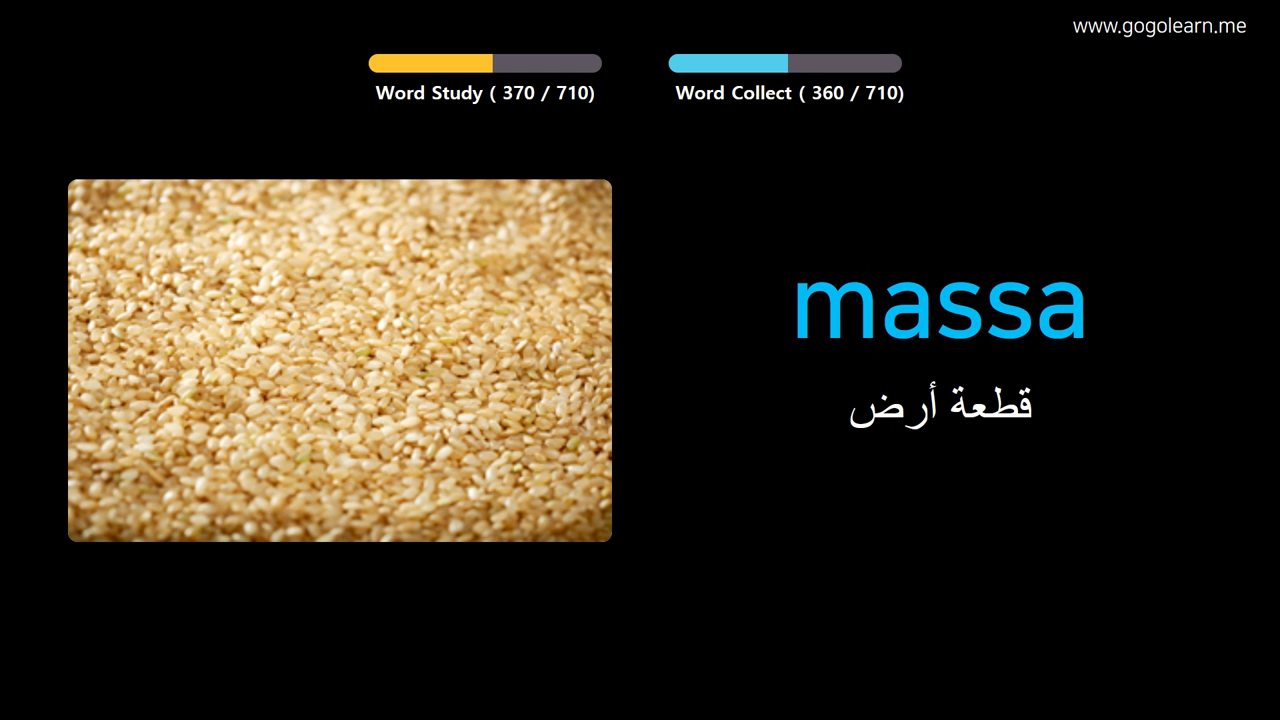 www.gogolearn.me
Word Study ( 370 / 710)
Word Collect ( 360 / 710)
massa
قطعة أرض